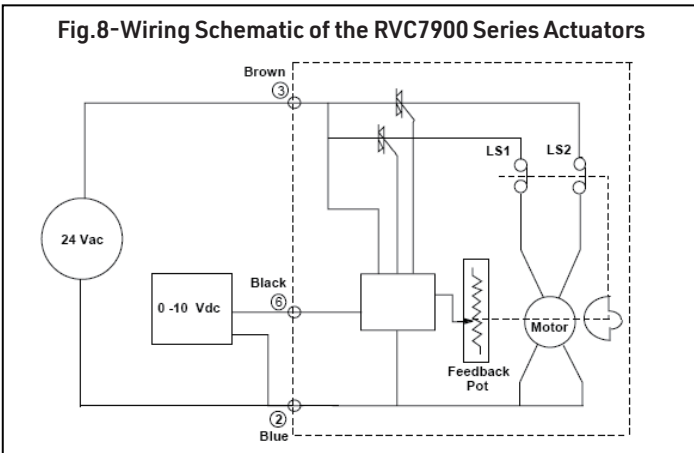 Fig.8-Wiring Schematic of the RVC7900 Series Actuators
Brown
③
LS1
LS2
24 Vac
Black
⑥
0 -10 Vdc
Motor
Feedback
Pot
②
Blue